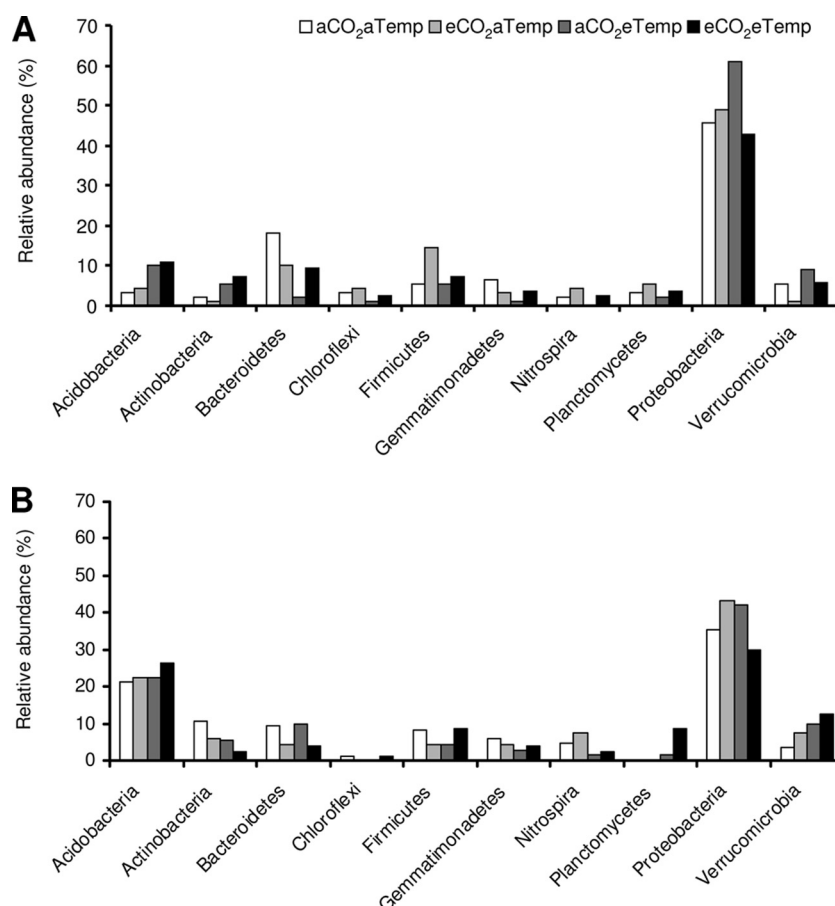 A
aCO₂aTemp eCO₂aTemp aCO₂eTemp eCO₂eTemp
Relative abundance (%)
70
60
50
40
30
20
10
0
Acidobacteria
Actinobacteria
Bacteroidetes
Chloroflexi
Firmicutes
Gemmatimonadetes
Nitrospira
Planctomycetes
Proteobacteria
Verrucomicrobia
B
Relative abundance (%)
70
60
50
40
30
20
10
0
Acidobacteria
Actinobacteria
Bacteroidetes
Chloroflexi
Firmicutes
Gemmatimonadetes
Nitrospira
Planctomycetes
Proteobacteria
Verrucomicrobia